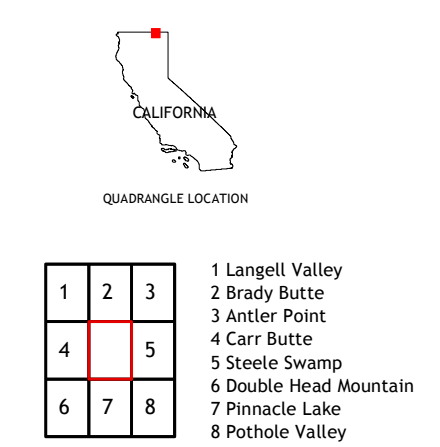 CALIFORNIA
QUADRANGLE LOCATION
1 2 3
4 5
6 7 8
1 Langell Valley
2 Brady Butte
3 Antler Point
4 Carr Butte
5 Steele Swamp
6 Double Head Mountain
7 Pinnacle Lake
8 Pothole Valley